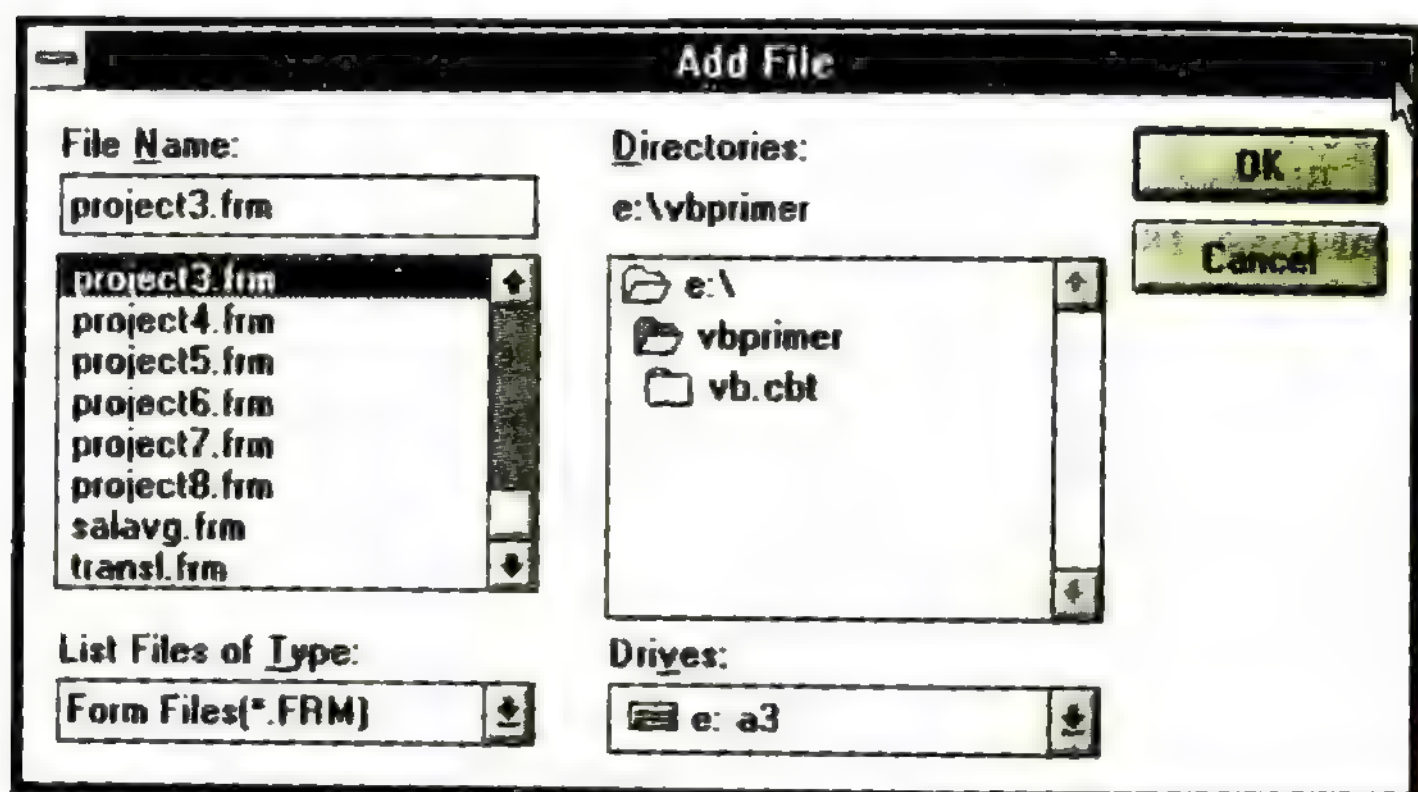 Add File
File Name:
project3.frm
project3.frm
project4.frm
project5.frm
project6.frm
project7.frm
project8.frm
salavg.frm
transl.frm
List Files of Type:
Form Files(*.FRM)
Directories:
e:\vbprimer
e:\
vbprimer
vb.cbt
Drives:
e: a3
OK
Cancel